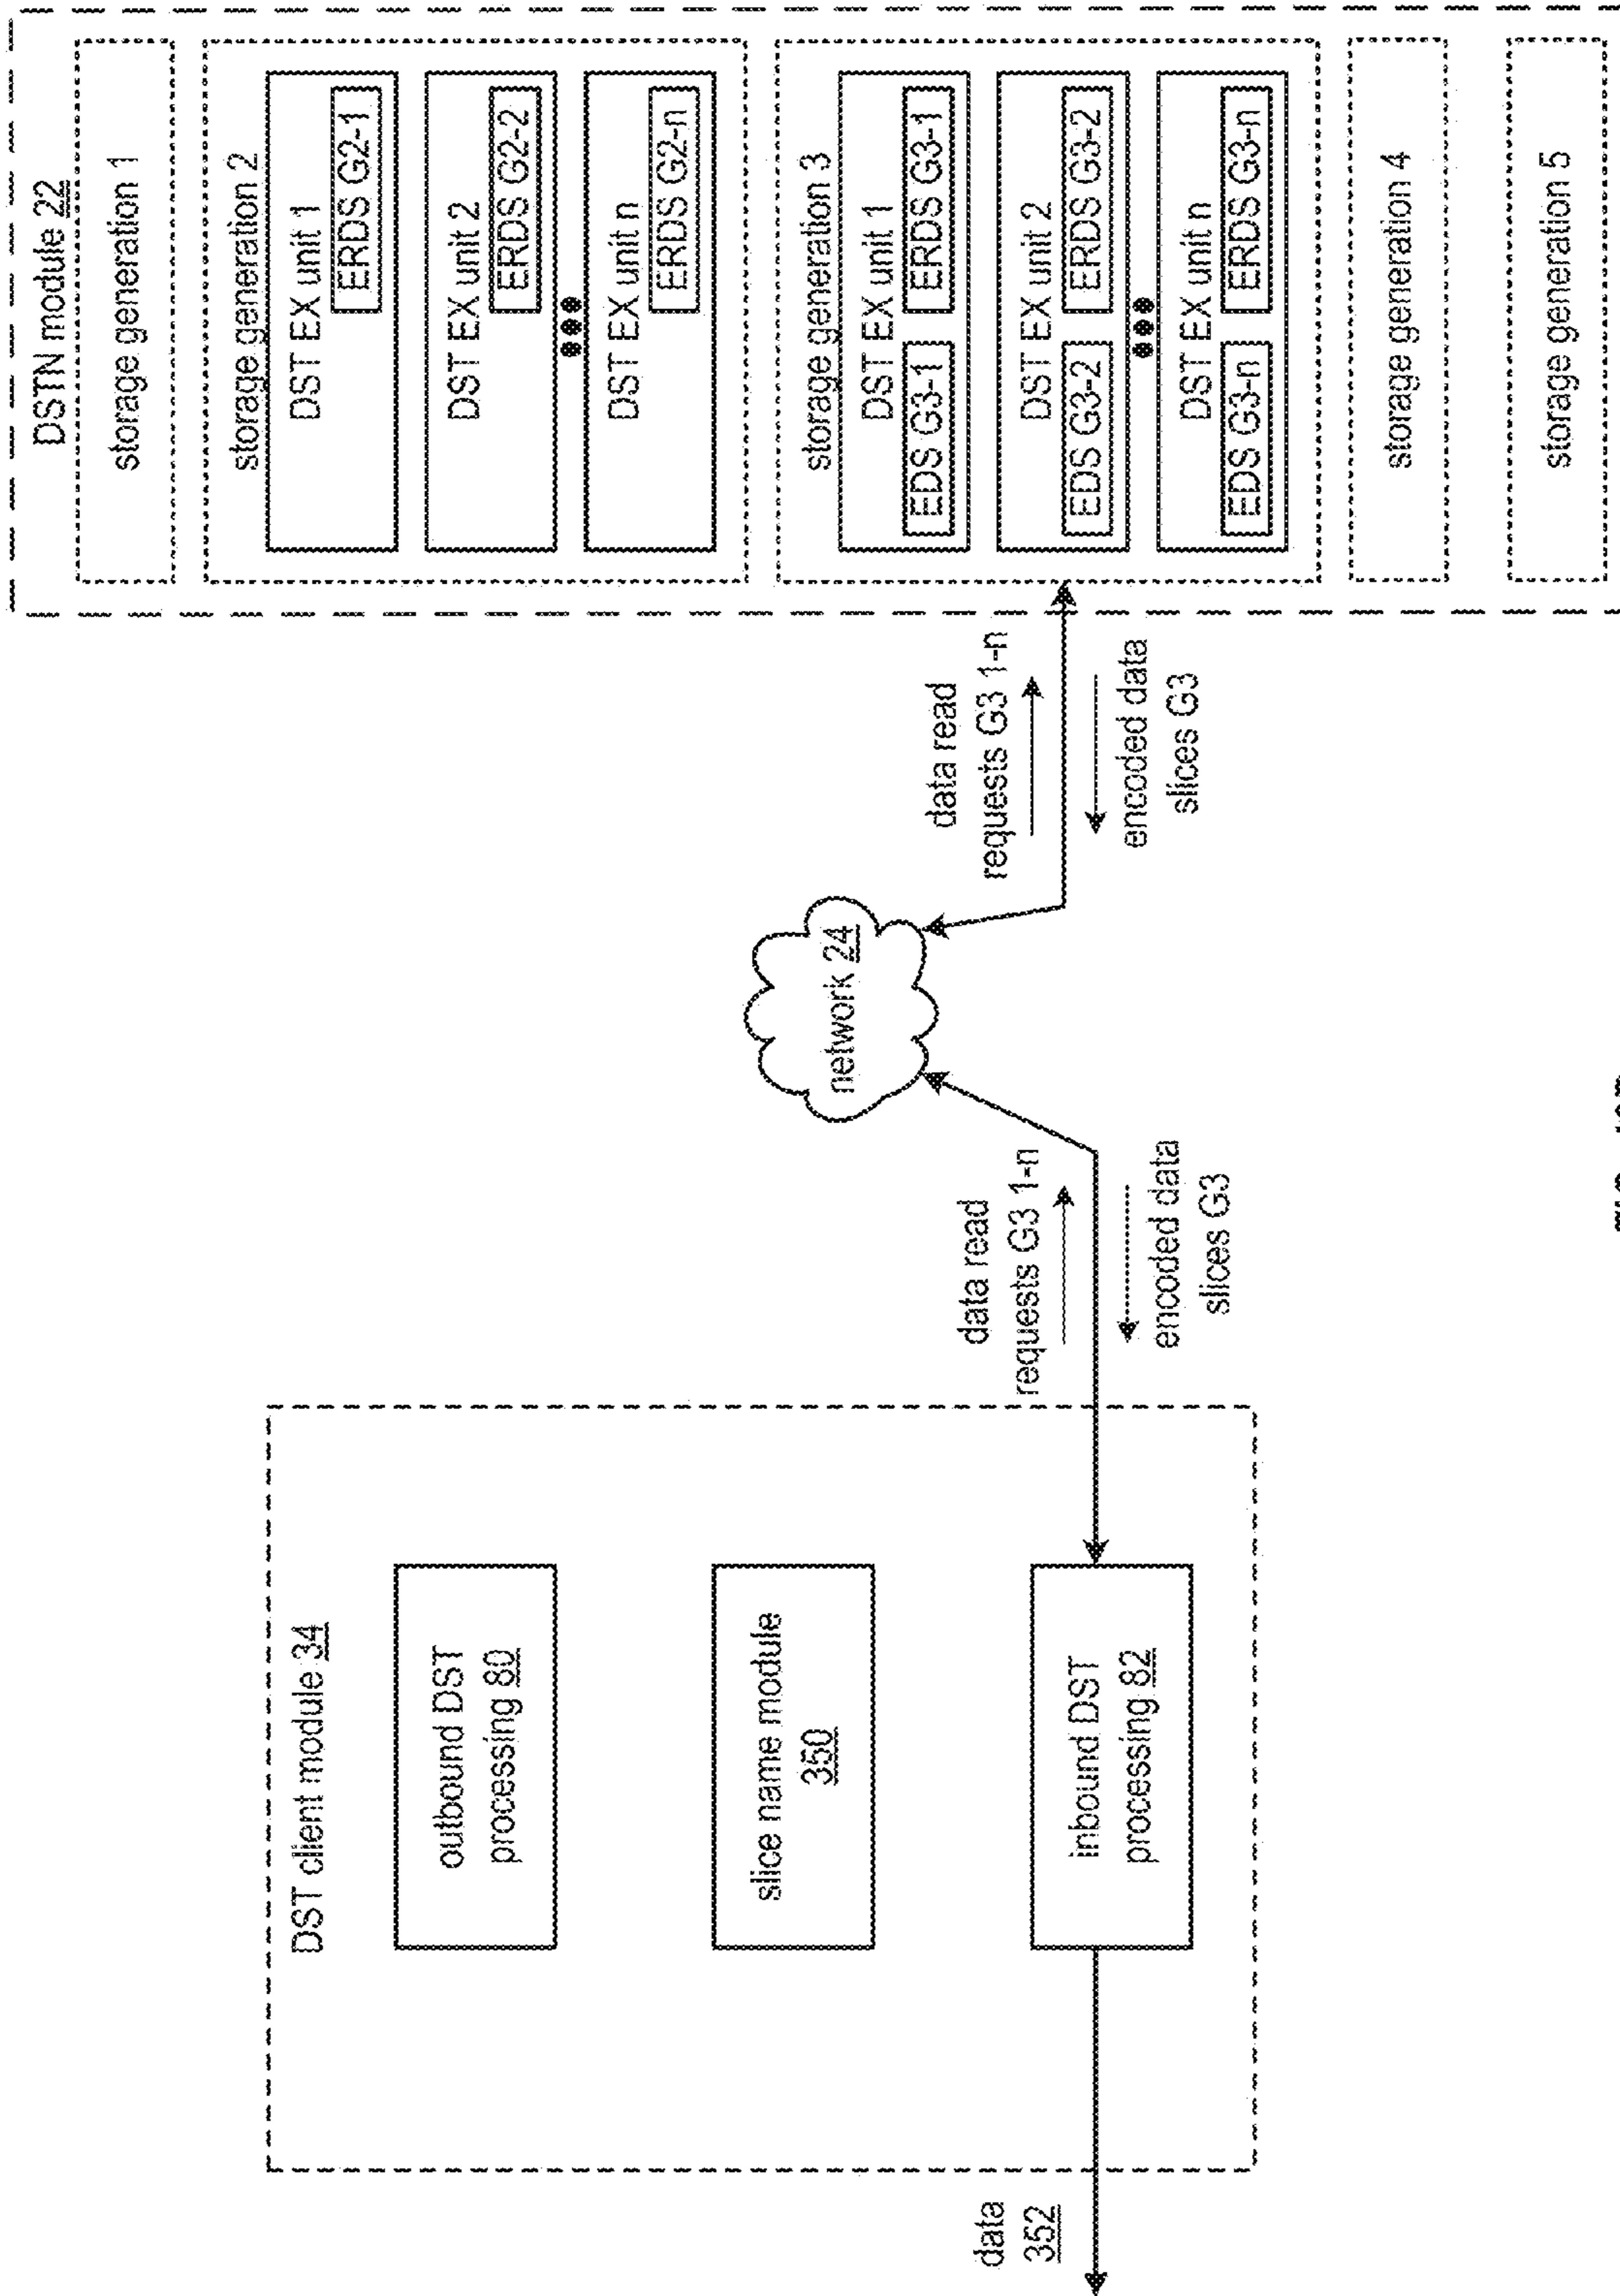 DSTN module 22
storage generation 1
storage generation 2
DST EX unit 1
ERDS G2-1
DST EX unit 2
ERDS G2-2
DST EX unit n
ERDS G2-n
storage generation 3
DST EX unit 1
EDS G3-1
ERDS G3-1
DST EX unit 2
EDS G3-2
ERDS G3-2
DST EX unit n
EDS G3-n
ERDS G3-n
storage generation 4
storage generation 5
data read
requests G3 1-n
encoded data
slices G3
network 24
data read
requests G3 1-n
encoded data
slices G3
DST client module 34
outbound DST
processing 80
slice name module
350
inbound DST
processing 82
data
352